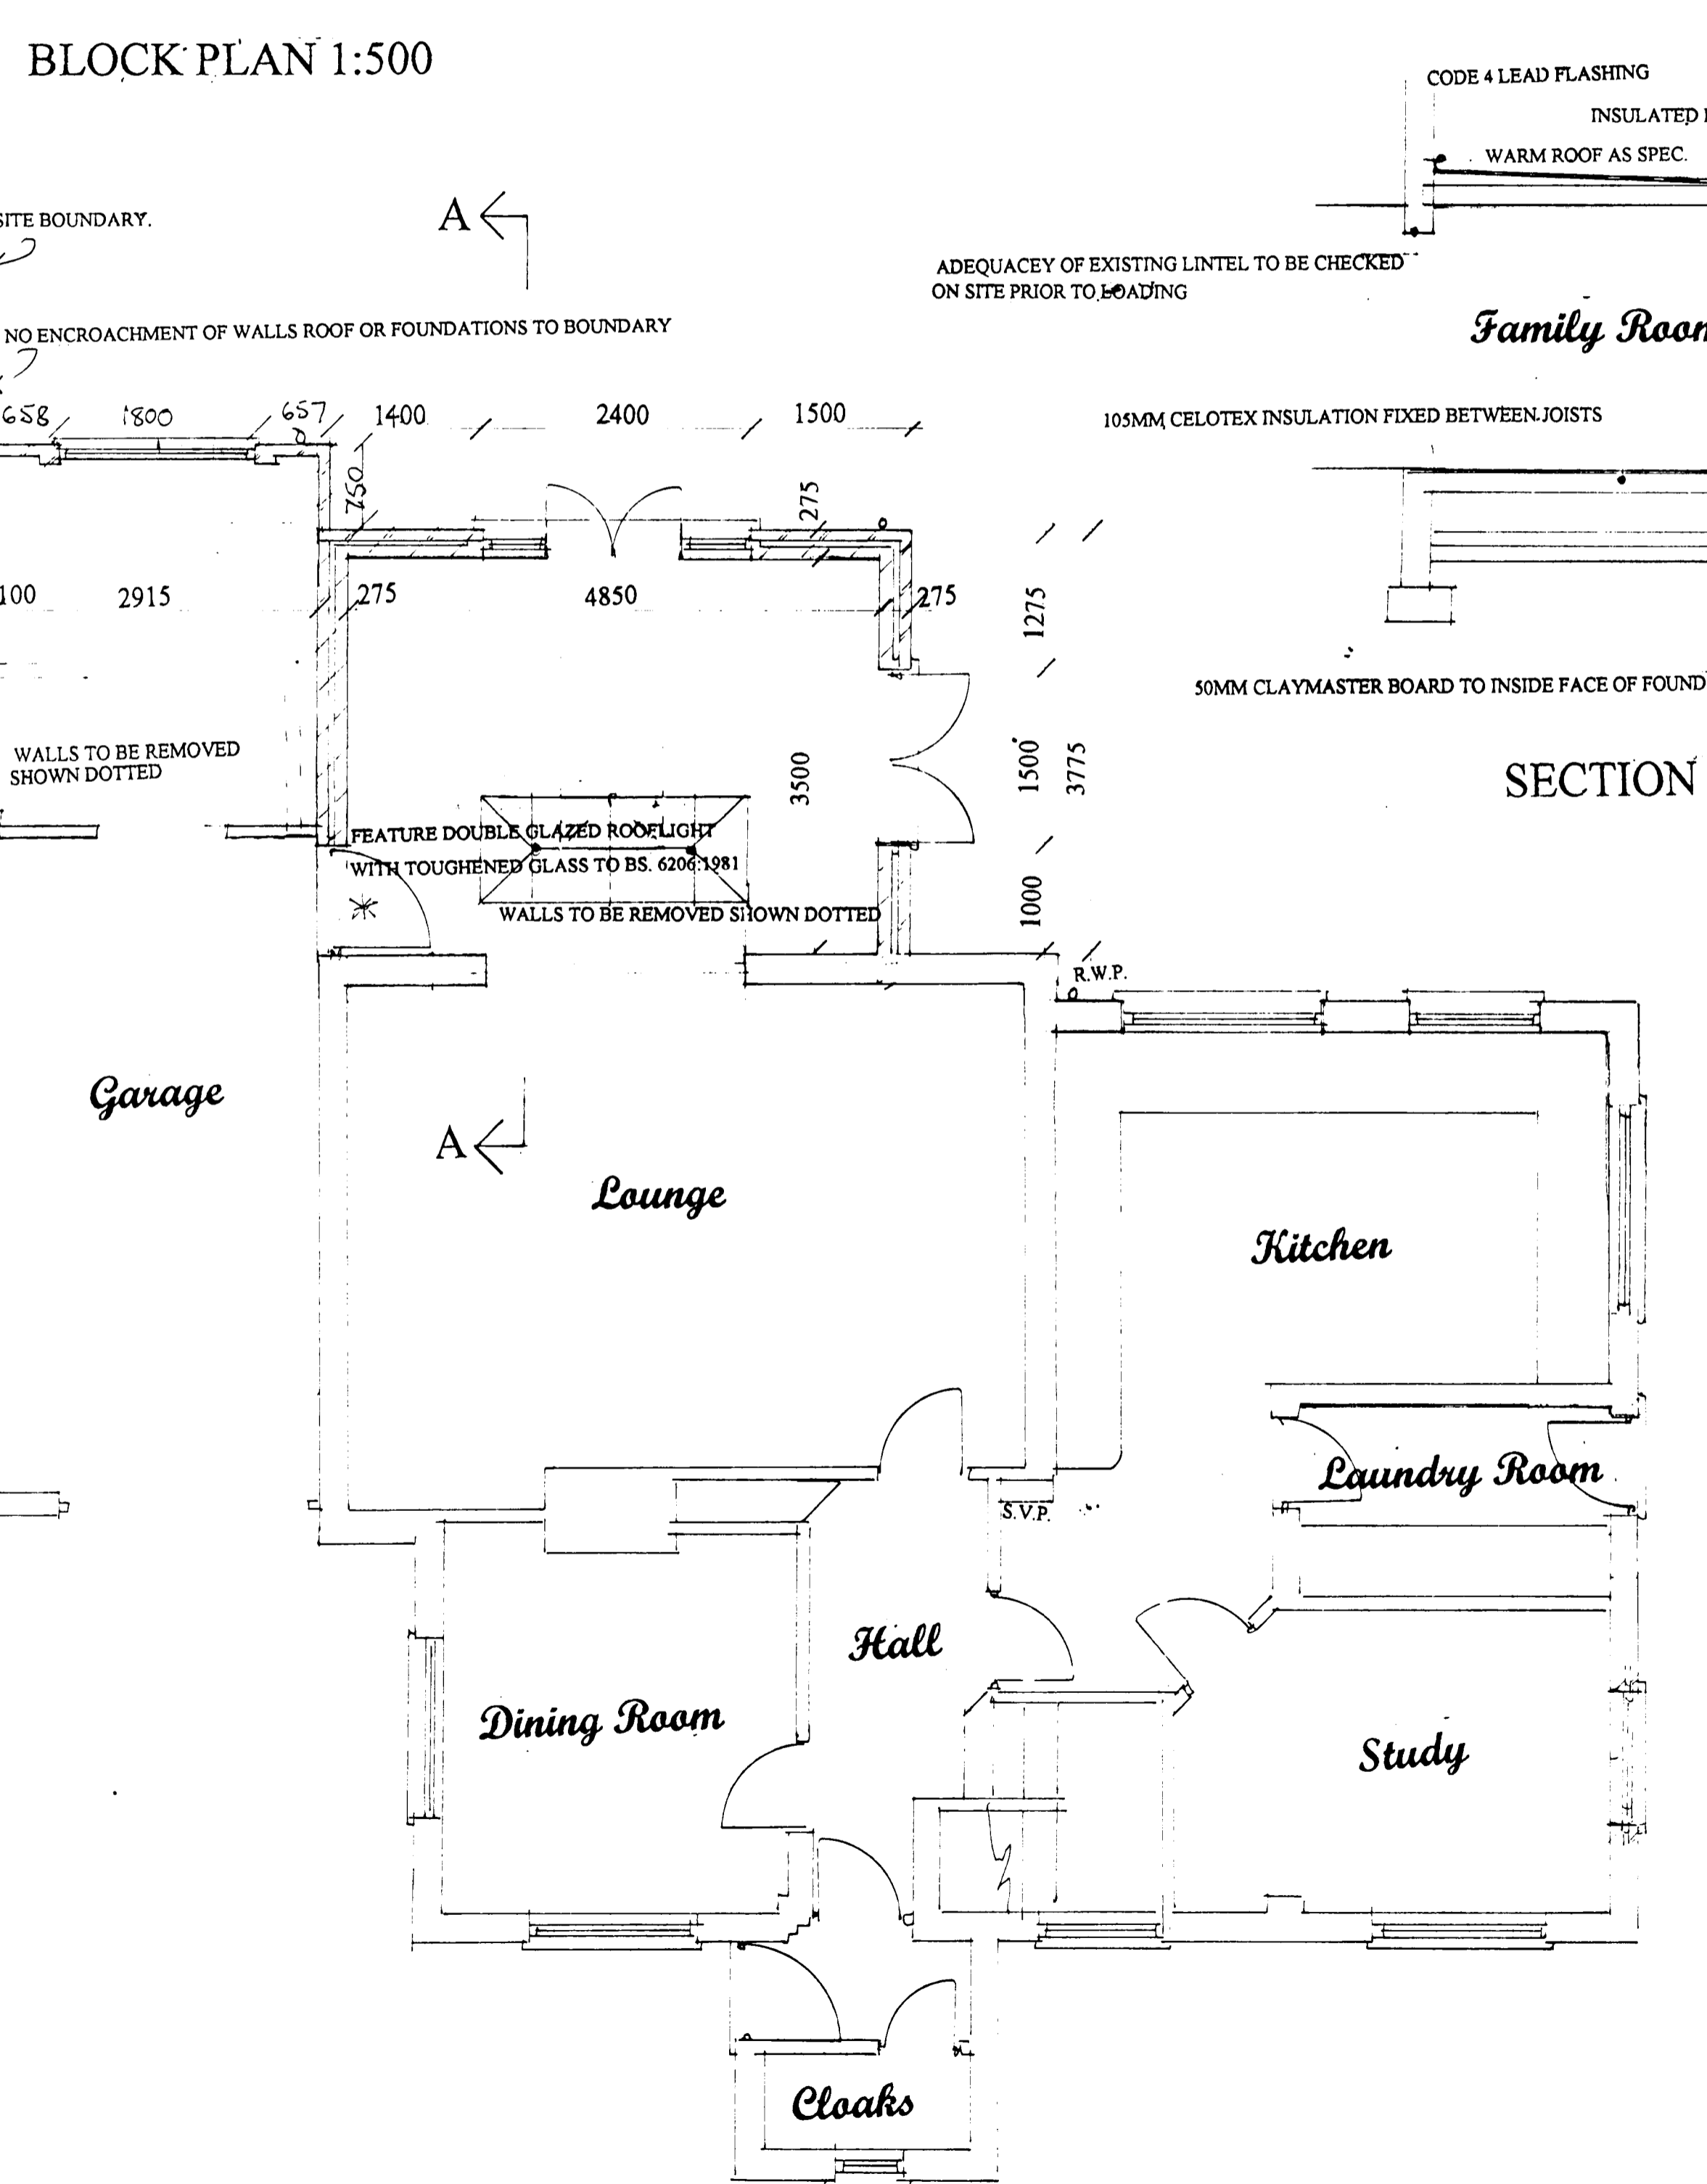 BLOCK PLAN 1:500
CODE 4 LEAD FLASHING
INSULATED
WARM ROOF AS SPEC.
SITE BOUNDARY.
A
ADEQUACEY OF EXISTING LINTEL TO BE CHECKED
ON SITE PRIOR TO LOADING
NO ENCROACHMENT OF WALLS ROOF OR FOUNDATIONS TO BOUNDARY
Family Room
658 1800 657 1400 2400 1500
105MM CELOTEX INSULATION FIXED BETWEEN JOISTS
750
275
100 2915 275 4850 275
1275
50MM CLAYMASTER BOARD TO INSIDE FACE OF FOUND
WALLS TO BE REMOVED
SHOWN DOTTED
3500
1500
3775
SECTION
FEATURE DOUBLE GLAZED ROOFLIGHT
WITH TOUGHENED GLASS TO BS. 6206:1981
WALLS TO BE REMOVED SHOWN DOTTED
1000
R.W.P.
Garage
A
Lounge
Kitchen
Laundry Room
S.V.P.
Hall
Dining Room
Study
Cloaks